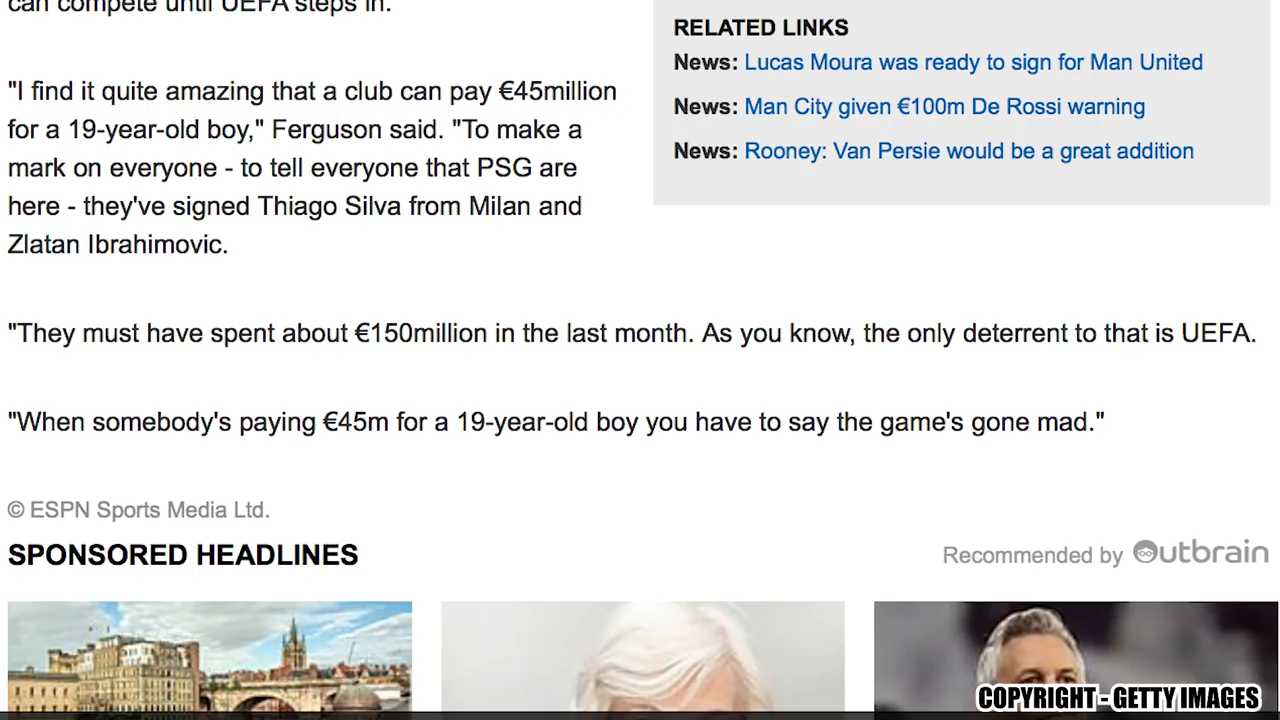 can compete until UEFA steps in.
"I find it quite amazing that a club can pay €45million
for a 19-year-old boy," Ferguson said. "To make a
mark on everyone - to tell everyone that PSG are
here - they've signed Thiago Silva from Milan and
Zlatan Ibrahimovic.
RELATED LINKS
News: Lucas Moura was ready to sign for Man United
News: Man City given €100m De Rossi warning
News: Rooney: Van Persie would be a great addition
"They must have spent about €150million in the last month. As you know, the only deterrent to that is UEFA.
"When somebody's paying €45m for a 19-year-old boy you have to say the game's gone mad."
© ESPN Sports Media Ltd.
SPONSORED HEADLINES
Recommended by Outbrain
COPYRIGHT - GETTY IMAGES